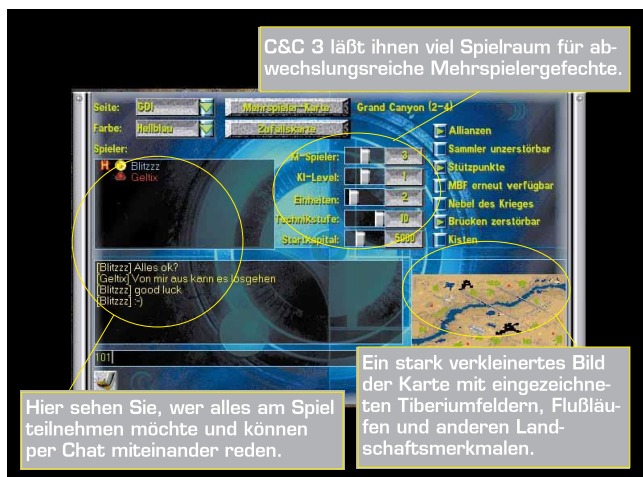 C&C 3 läßt ihnen viel Spielraum für ab-
wechslungsreiche Mehrspielergefechte.
Seite: GDI Mehrspieler-Karte Grand Canyon (2-4)
Farbe: Hellblau Zufallskarte
Spieler:
H Blitzzz
Geltix
KI-Spieler: 3
KI-Level: 1
Einheiten: 2
Technikstufe: 10
Startkapital: 5000
Allianzen
Sammler unzerstörbar
Stützpunkte
MBF erneut verfügbar
Nebel des Krieges
Brücken zerstörbar
Kisten
[Blitzzz] Alles ok?
[Geltix] Von mir aus kann es losgehen
[Blitzzz] good luck
[Blitzzz] :-)
101
Hier sehen Sie, wer alles am Spiel
teilnehmen möchte und können
per Chat miteinander reden.
Ein stark verkleinertes Bild
der Karte mit eingezeichne-
ten Tiberiumfeldern, Flußläu-
fen und anderen Land-
schaftsmerkmalen.